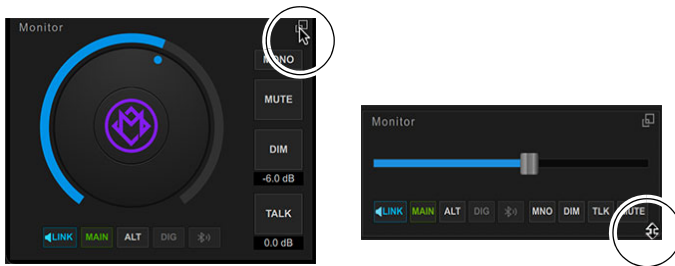 Monitor
MONO
MUTE
DIM
-6.0 dB
TALK
0.0 dB
LINK MAIN ALT DIG
Monitor
LINK MAIN ALT DIG MNO DIM TLK MUTE